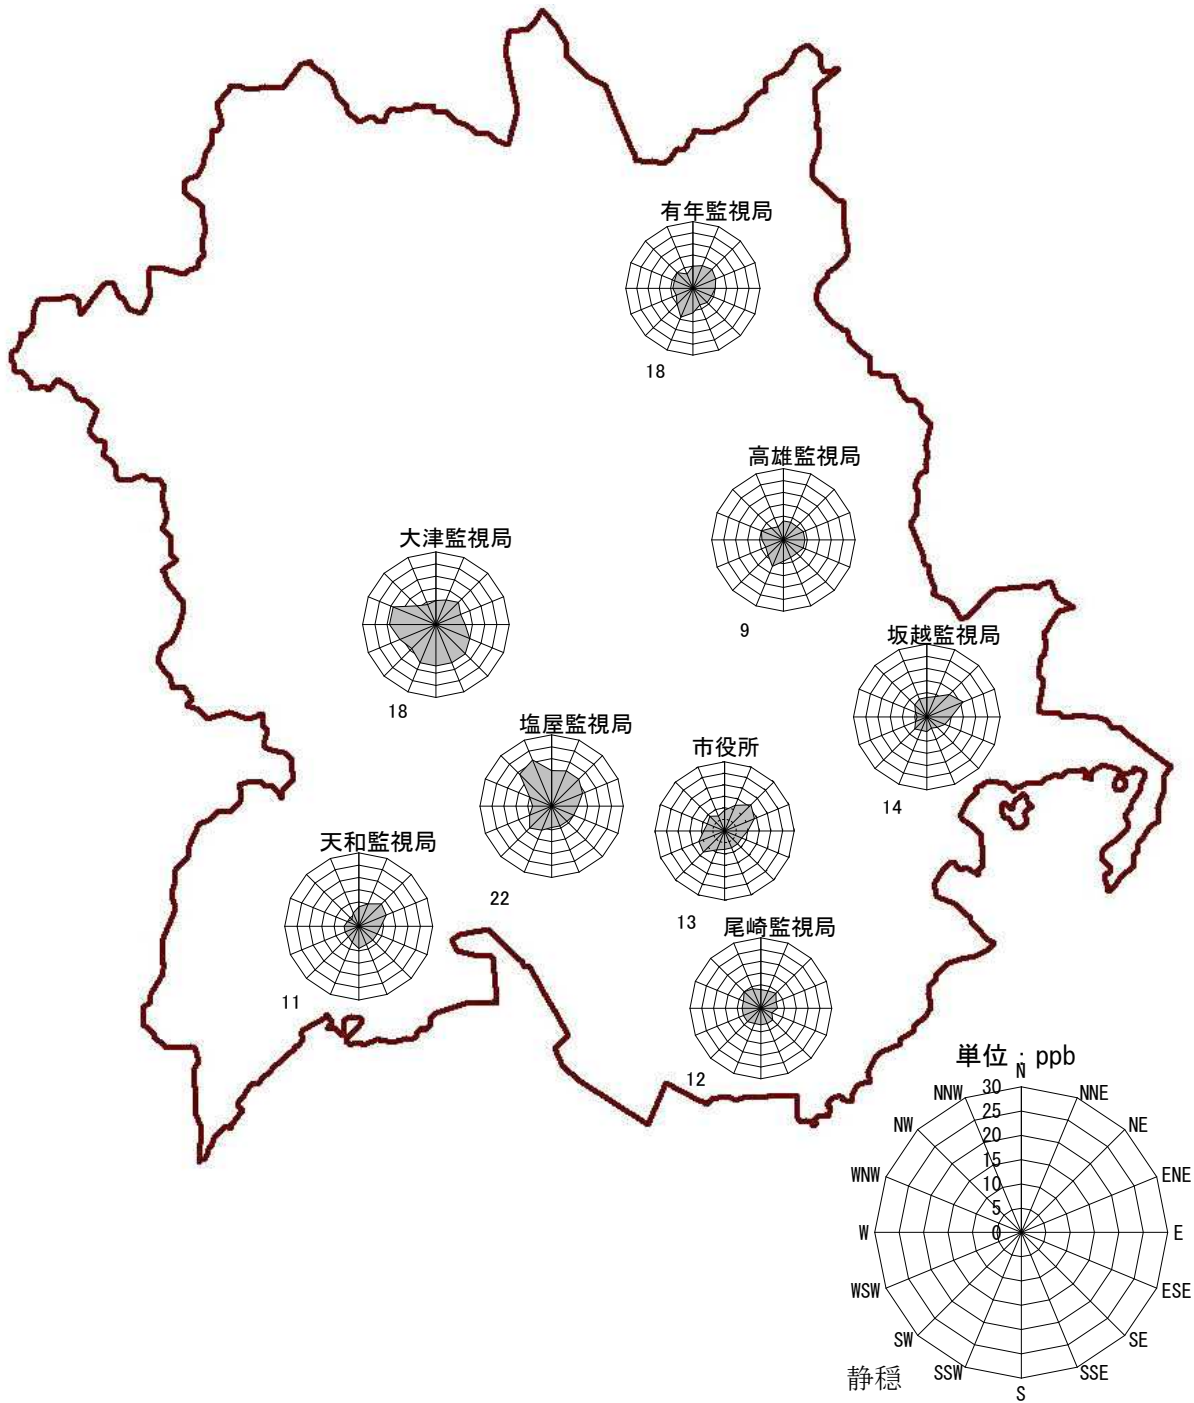 有年監視局
18
高雄監視局
9
大津監視局
18
坂越監視局
14
塩屋監視局
22
市役所
13
天和監視局
11
尾崎監視局
12
単位：ppb
N
NNE
NE
ENE
E
ESE
SE
SSE
S
SSW
SW
WSW
W
WNW
NW
NNW
30
25
20
15
10
5
0
静穏